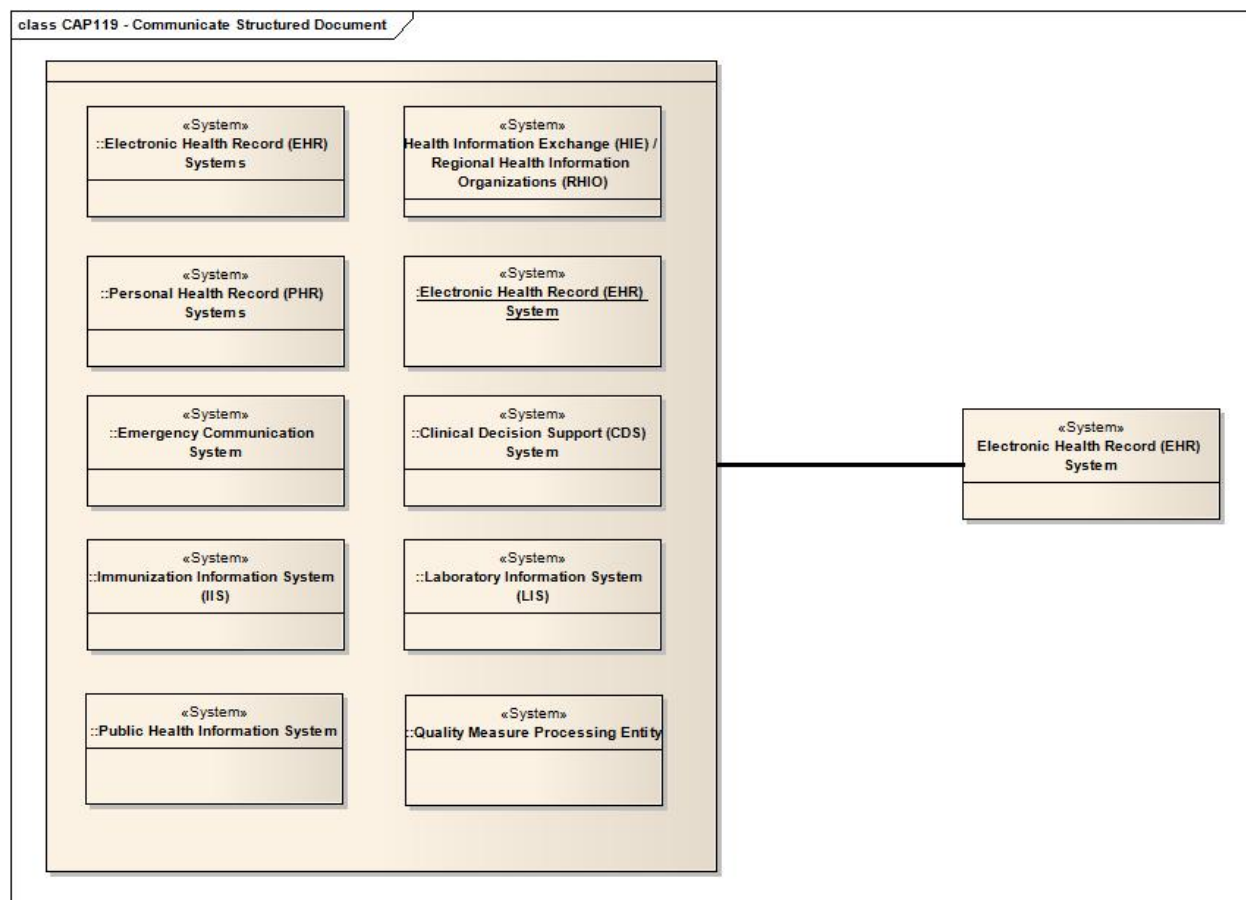 class CAP119 - Communicate Structured Document
«System»
::Electronic Health Record (EHR)
Systems
«System»
Health Information Exchange (HIE) /
Regional Health Information
Organizations (RHIO)
«System»
::Personal Health Record (PHR)
Systems
«System»
:Electronic Health Record (EHR)
System
«System»
::Emergency Communication
System
«System»
::Clinical Decision Support (CDS)
System
«System»
Electronic Health Record (EHR)
System
«System»
::Immunization Information System
(IIS)
«System»
::Laboratory Information System
(LIS)
«System»
::Public Health Information System
«System»
::Quality Measure Processing Entity